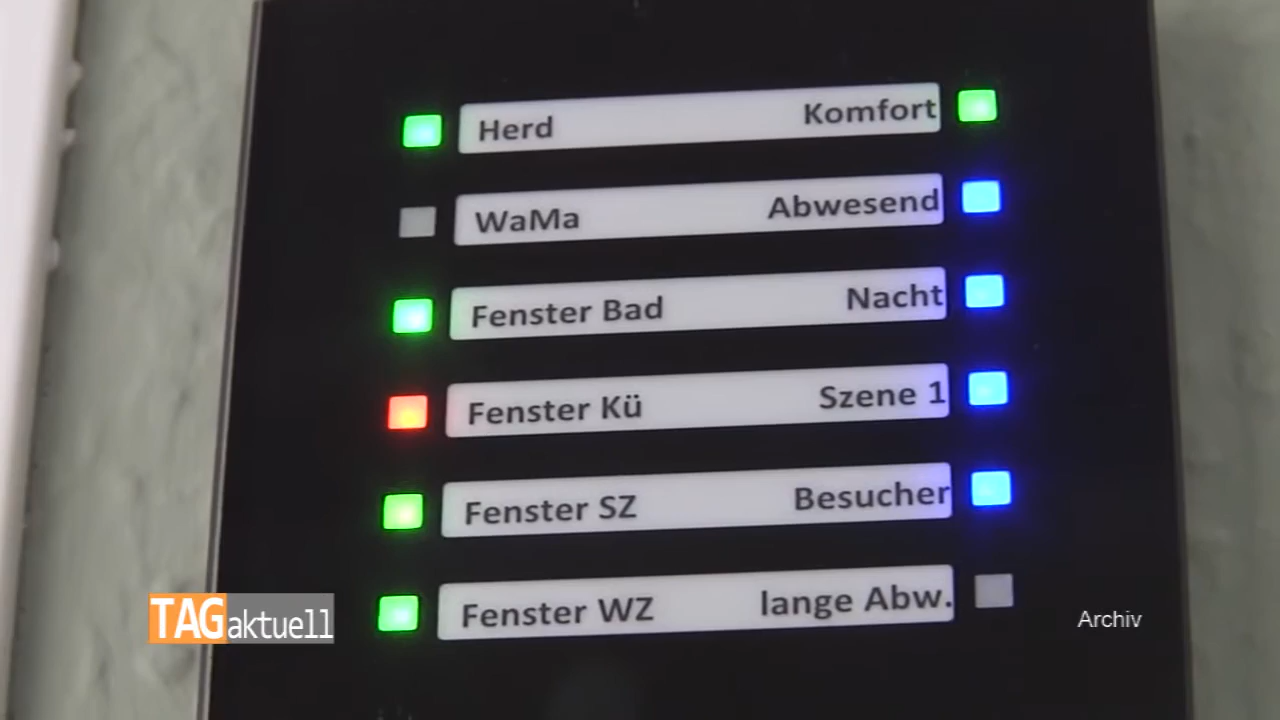 Herd Komfort
WaMa Abwesend
Fenster Bad Nacht
Fenster Kü Szene 1
Fenster SZ Besucher
Fenster WZ lange Abw.
TAGaktuell
Archiv